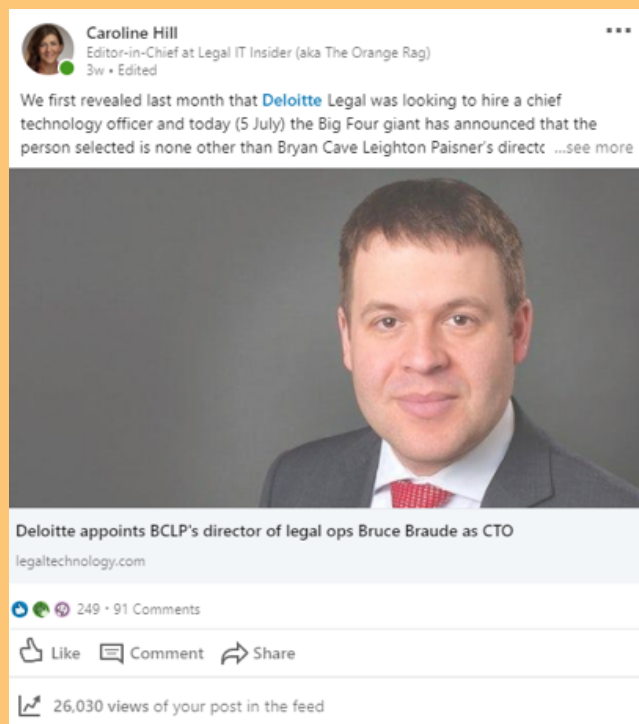 Caroline Hill
Editor-in-Chief at Legal IT Insider (aka The Orange Rag)
3w • Edited
We first revealed last month that Deloitte Legal was looking to hire a chief
technology officer and today (5 July) the Big Four giant has announced that the
person selected is none other than Bryan Cave Leighton Paisner's directc ...see more
Deloitte appoints BCLP's director of legal ops Bruce Braude as CTO
legaltechnology.com
249 • 91 Comments
Like Comment Share
26,030 views of your post in the feed